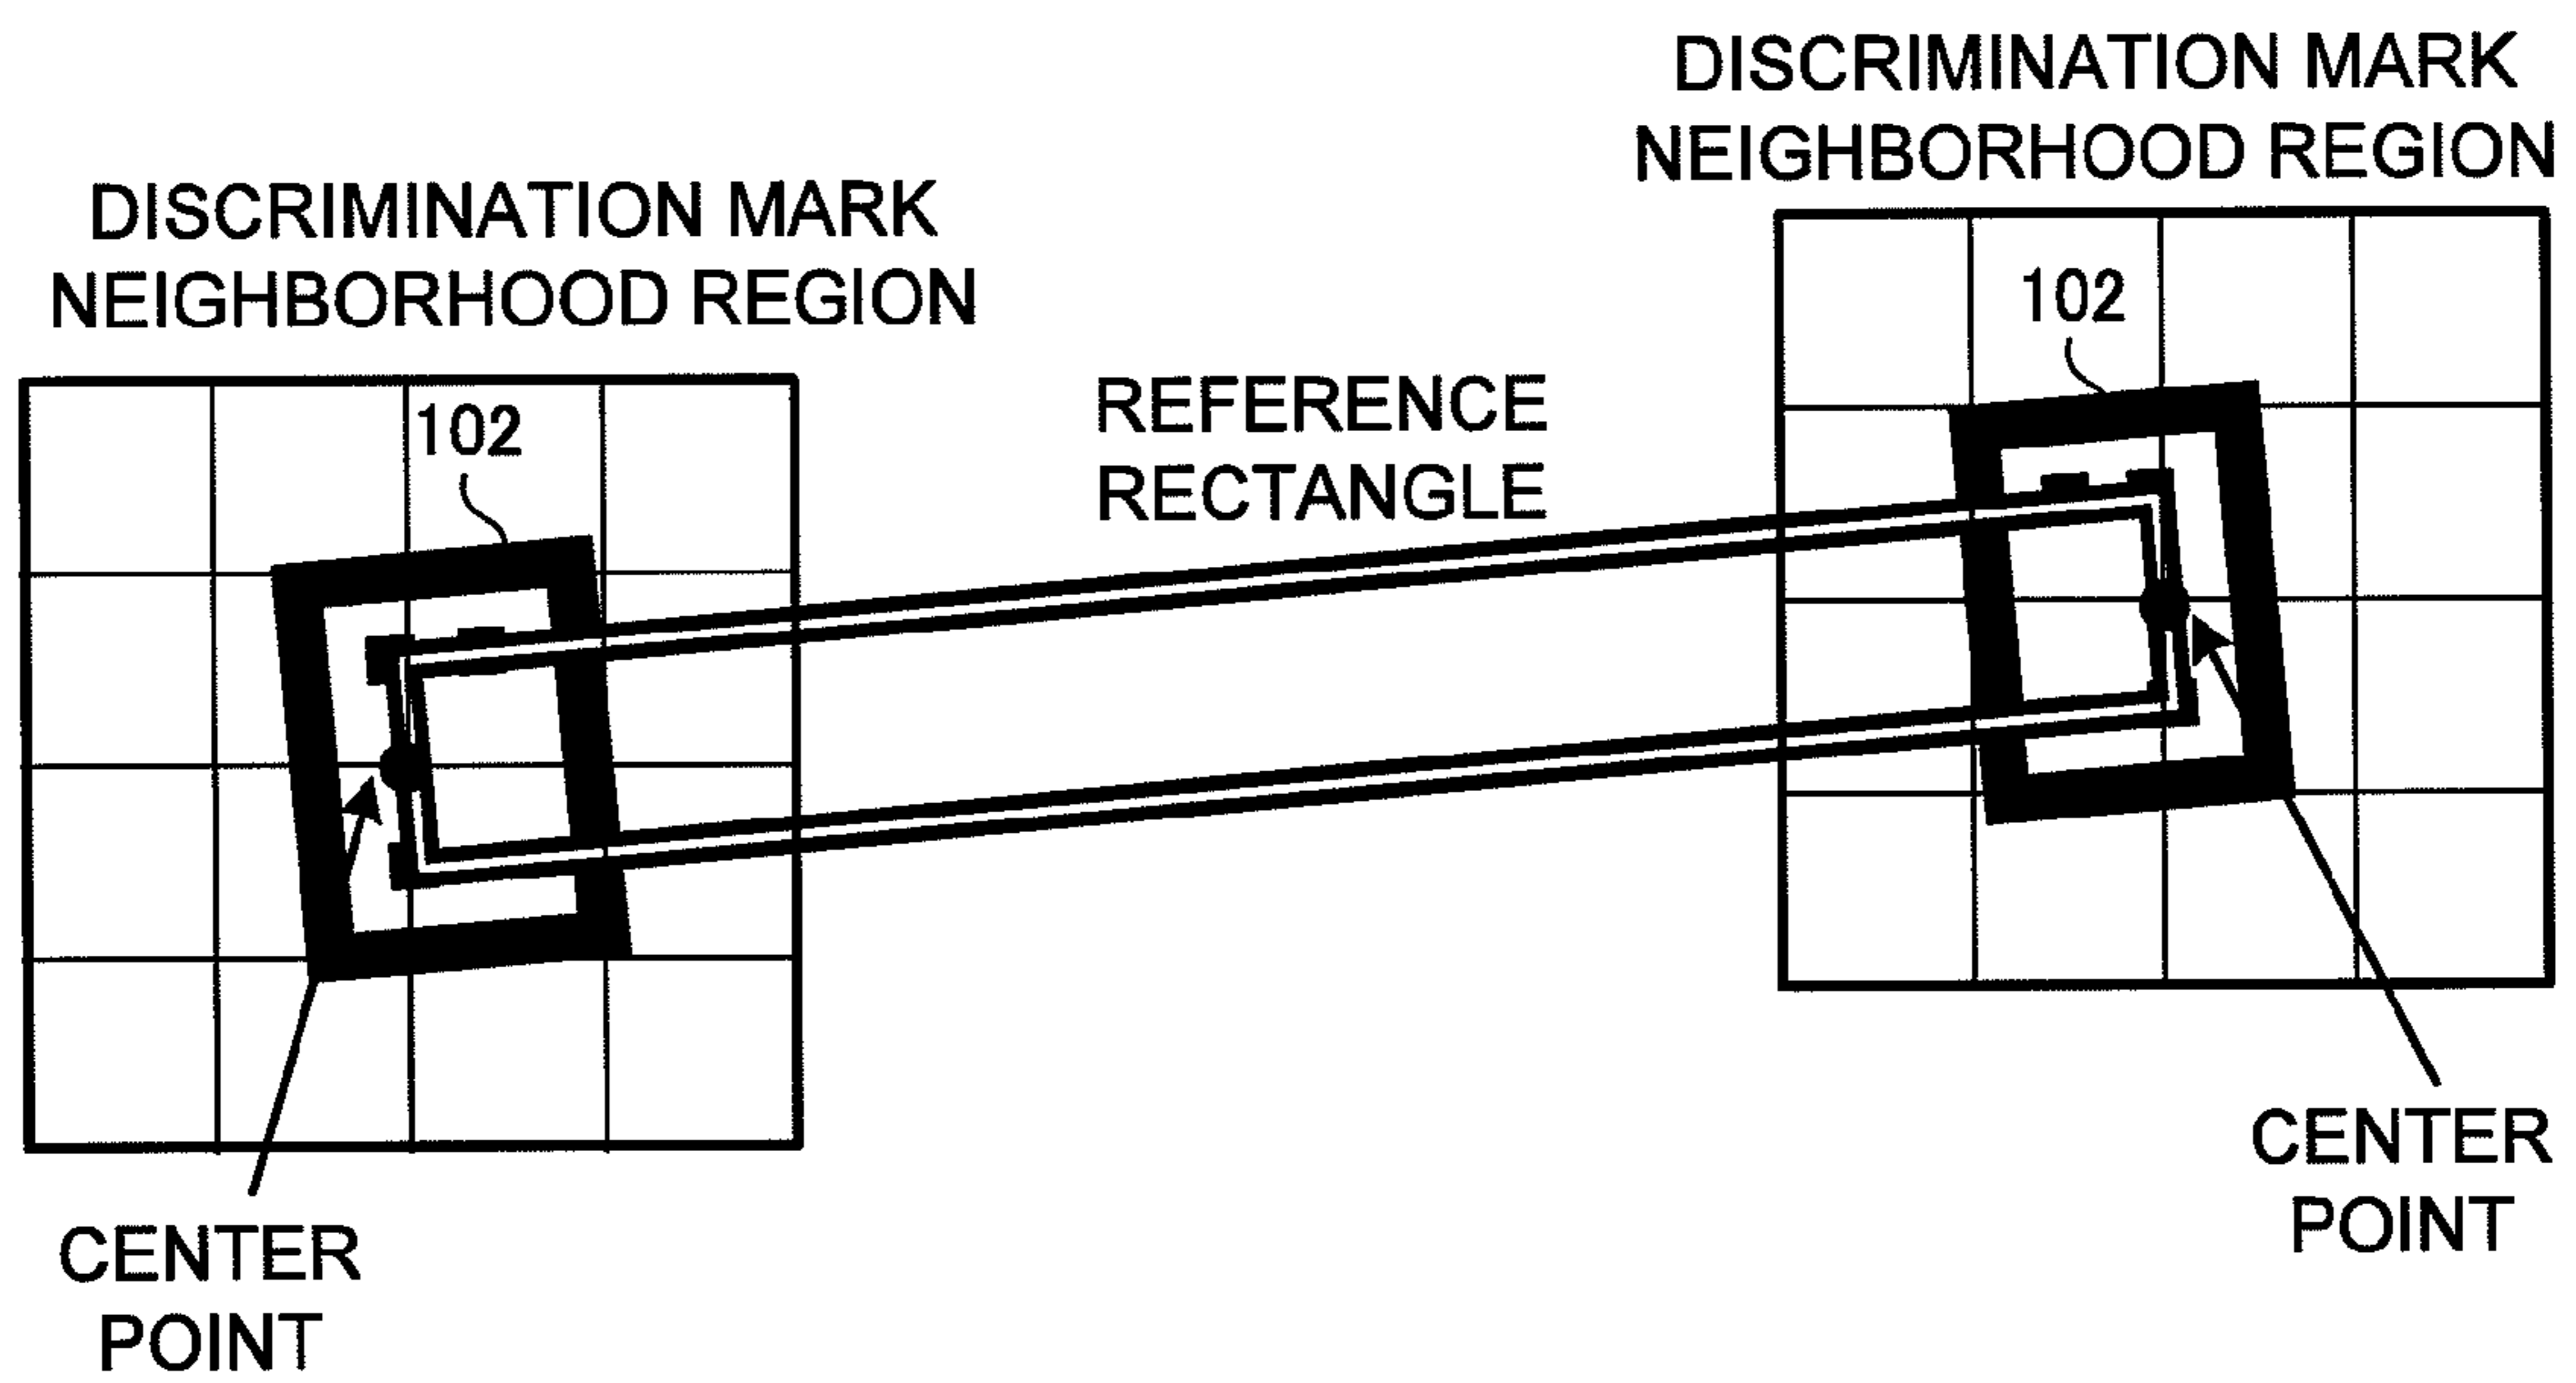 DISCRIMINATION MARK
NEIGHBORHOOD REGION
DISCRIMINATION MARK
NEIGHBORHOOD REGION
102
REFERENCE
RECTANGLE
102
CENTER
POINT
CENTER
POINT